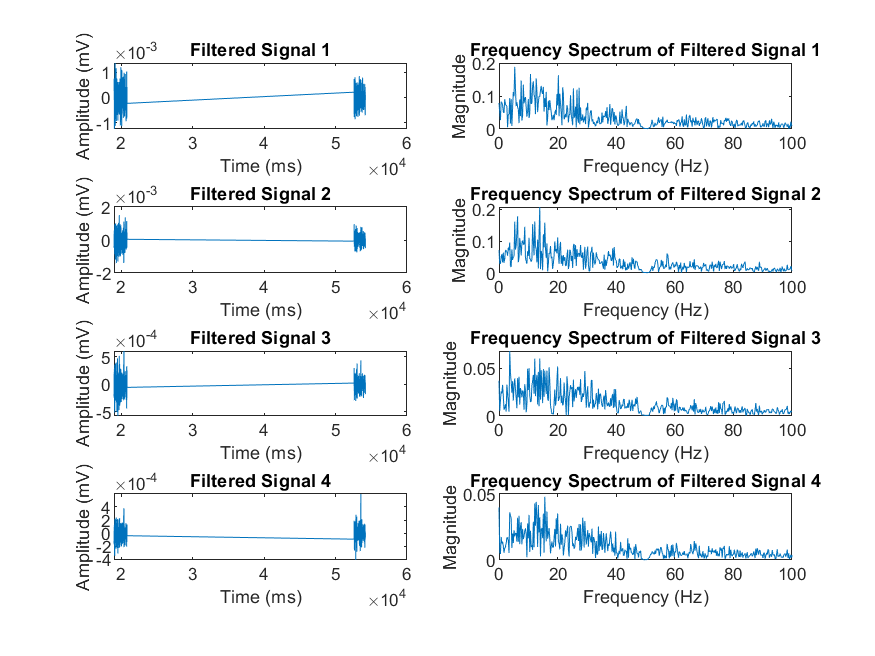 Filtered Signal 1
×10-3
Amplitude (mV)
1
0
-1
2 3 4 5 6
Time (ms)
×104
Frequency Spectrum of Filtered Signal 1
Magnitude
0.2
0.1
0
0 20 40 60 80 100
Frequency (Hz)
Filtered Signal 2
×10-3
Amplitude (mV)
2
0
-2
2 3 4 5 6
Time (ms)
×104
Frequency Spectrum of Filtered Signal 2
Magnitude
0.2
0.1
0
0 20 40 60 80 100
Frequency (Hz)
Filtered Signal 3
×10-4
Amplitude (mV)
5
0
-5
2 3 4 5 6
Time (ms)
×104
Frequency Spectrum of Filtered Signal 3
Magnitude
0.05
0
0 20 40 60 80 100
Frequency (Hz)
Filtered Signal 4
×10-4
Amplitude (mV)
4
2
0
-2
-4
2 3 4 5 6
Time (ms)
×104
Frequency Spectrum of Filtered Signal 4
Magnitude
0.05
0
0 20 40 60 80 100
Frequency (Hz)